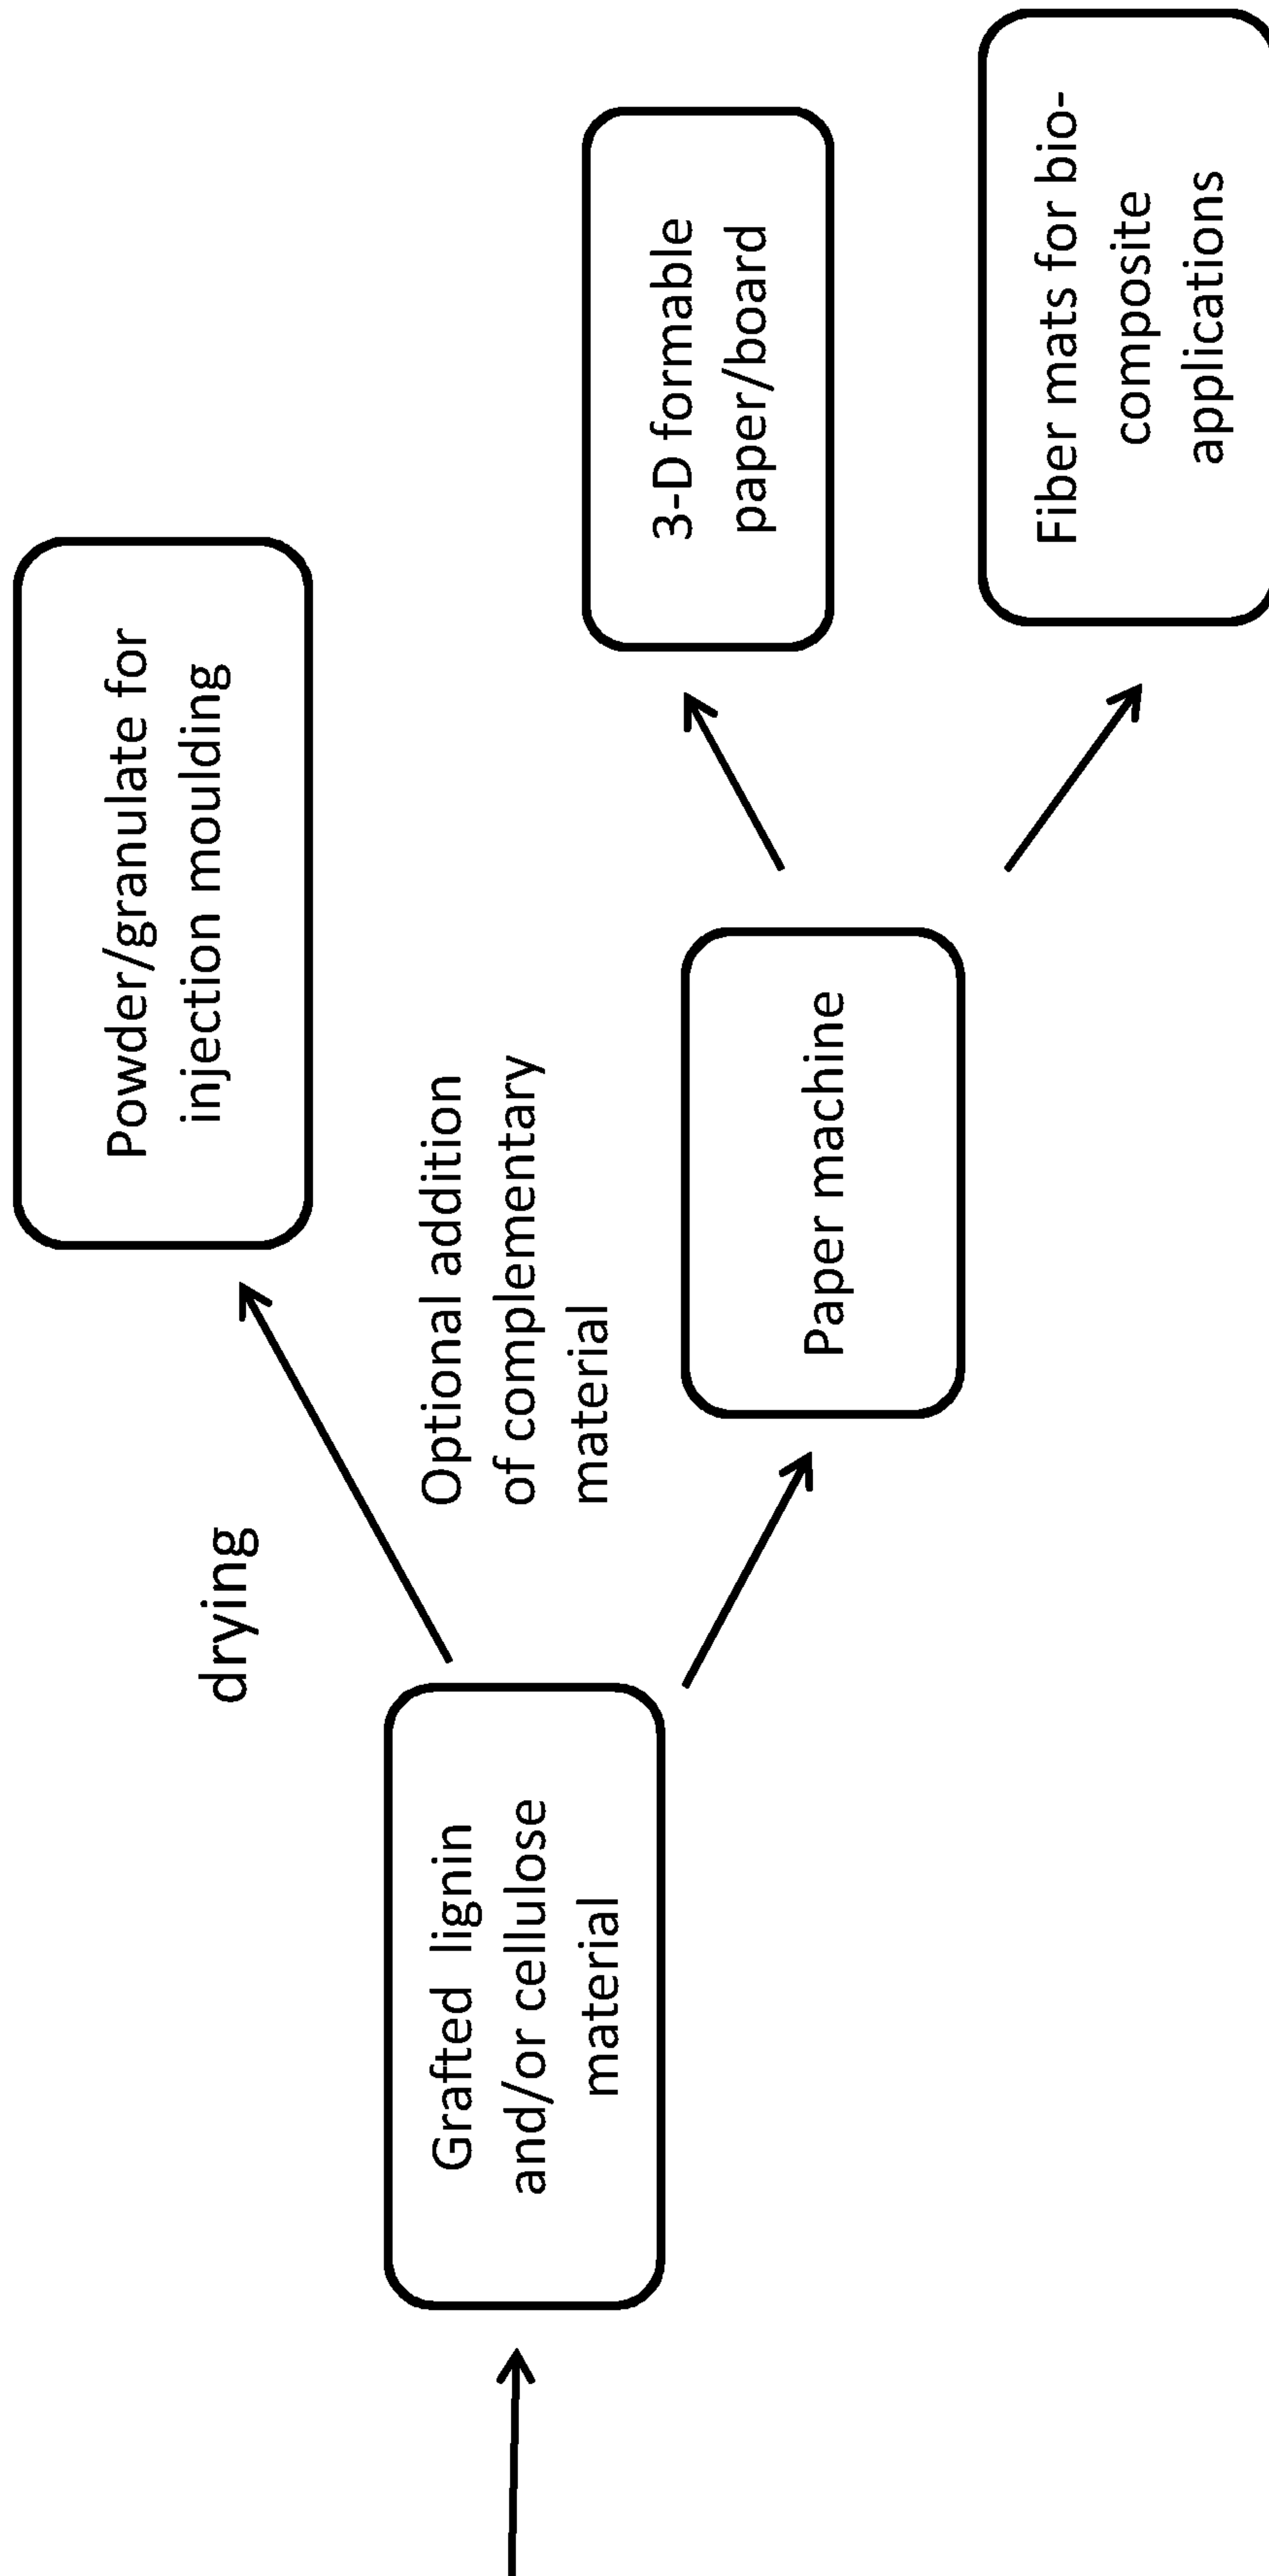 Grafted lignin
and/or cellulose
material
drying
Powder/granulate for
injection moulding
Optional addition
of complementary
material
Paper machine
3-D formable
paper/board
Fiber mats for bio-
composite
applications